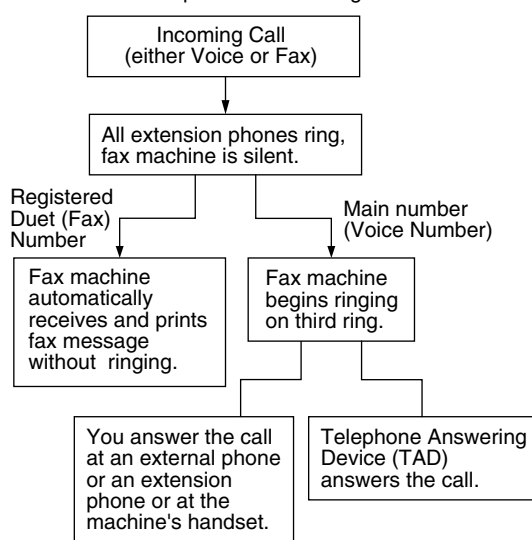 Incoming Call
(either Voice or Fax)
All extension phones ring,
fax machine is silent.
Registered
Duet (Fax)
Number
Main number
(Voice Number)
Fax machine
automatically
receives and prints
fax message
without ringing.
Fax machine
begins ringing
on third ring.
You answer the call
at an external phone
or an extension
phone or at the
machine's handset.
Telephone Answering
Device (TAD)
answers the call.